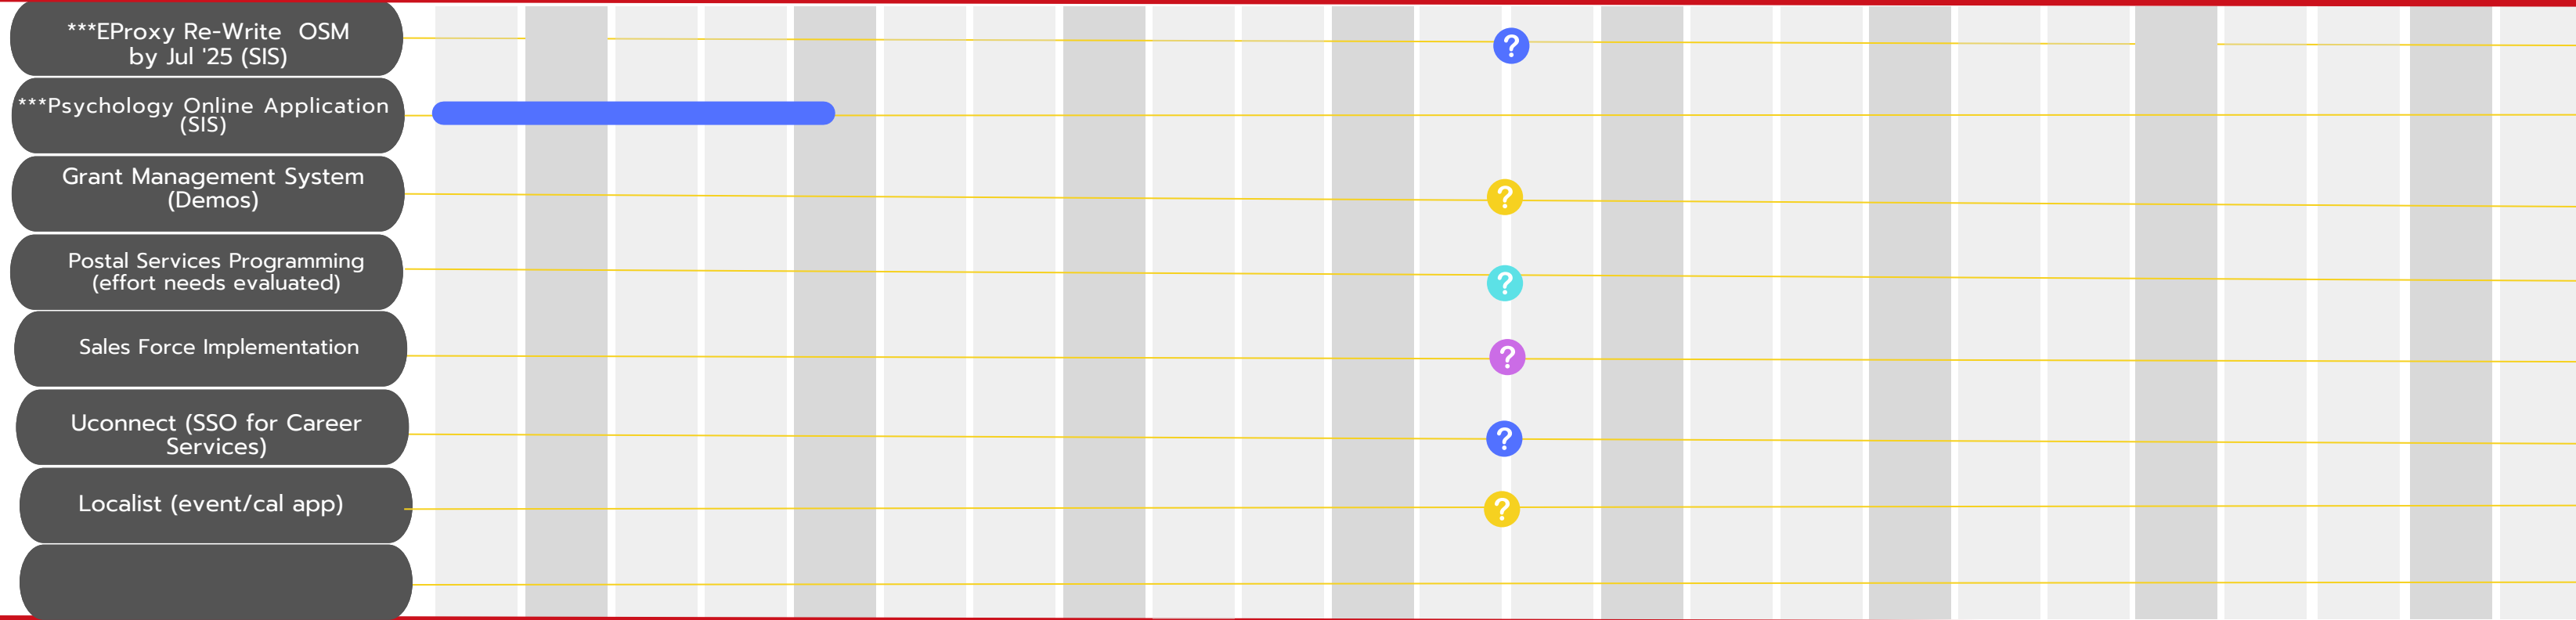 ***EProxy Re-Write OSM
by Jul '25 (SIS)
?
***Psychology Online Application
(SIS)
Grant Management System
(Demos)
?
Postal Services Programming
(effort needs evaluated)
?
Sales Force Implementation
?
Uconnect (SSO for Career
Services)
?
Localist (event/cal app)
?